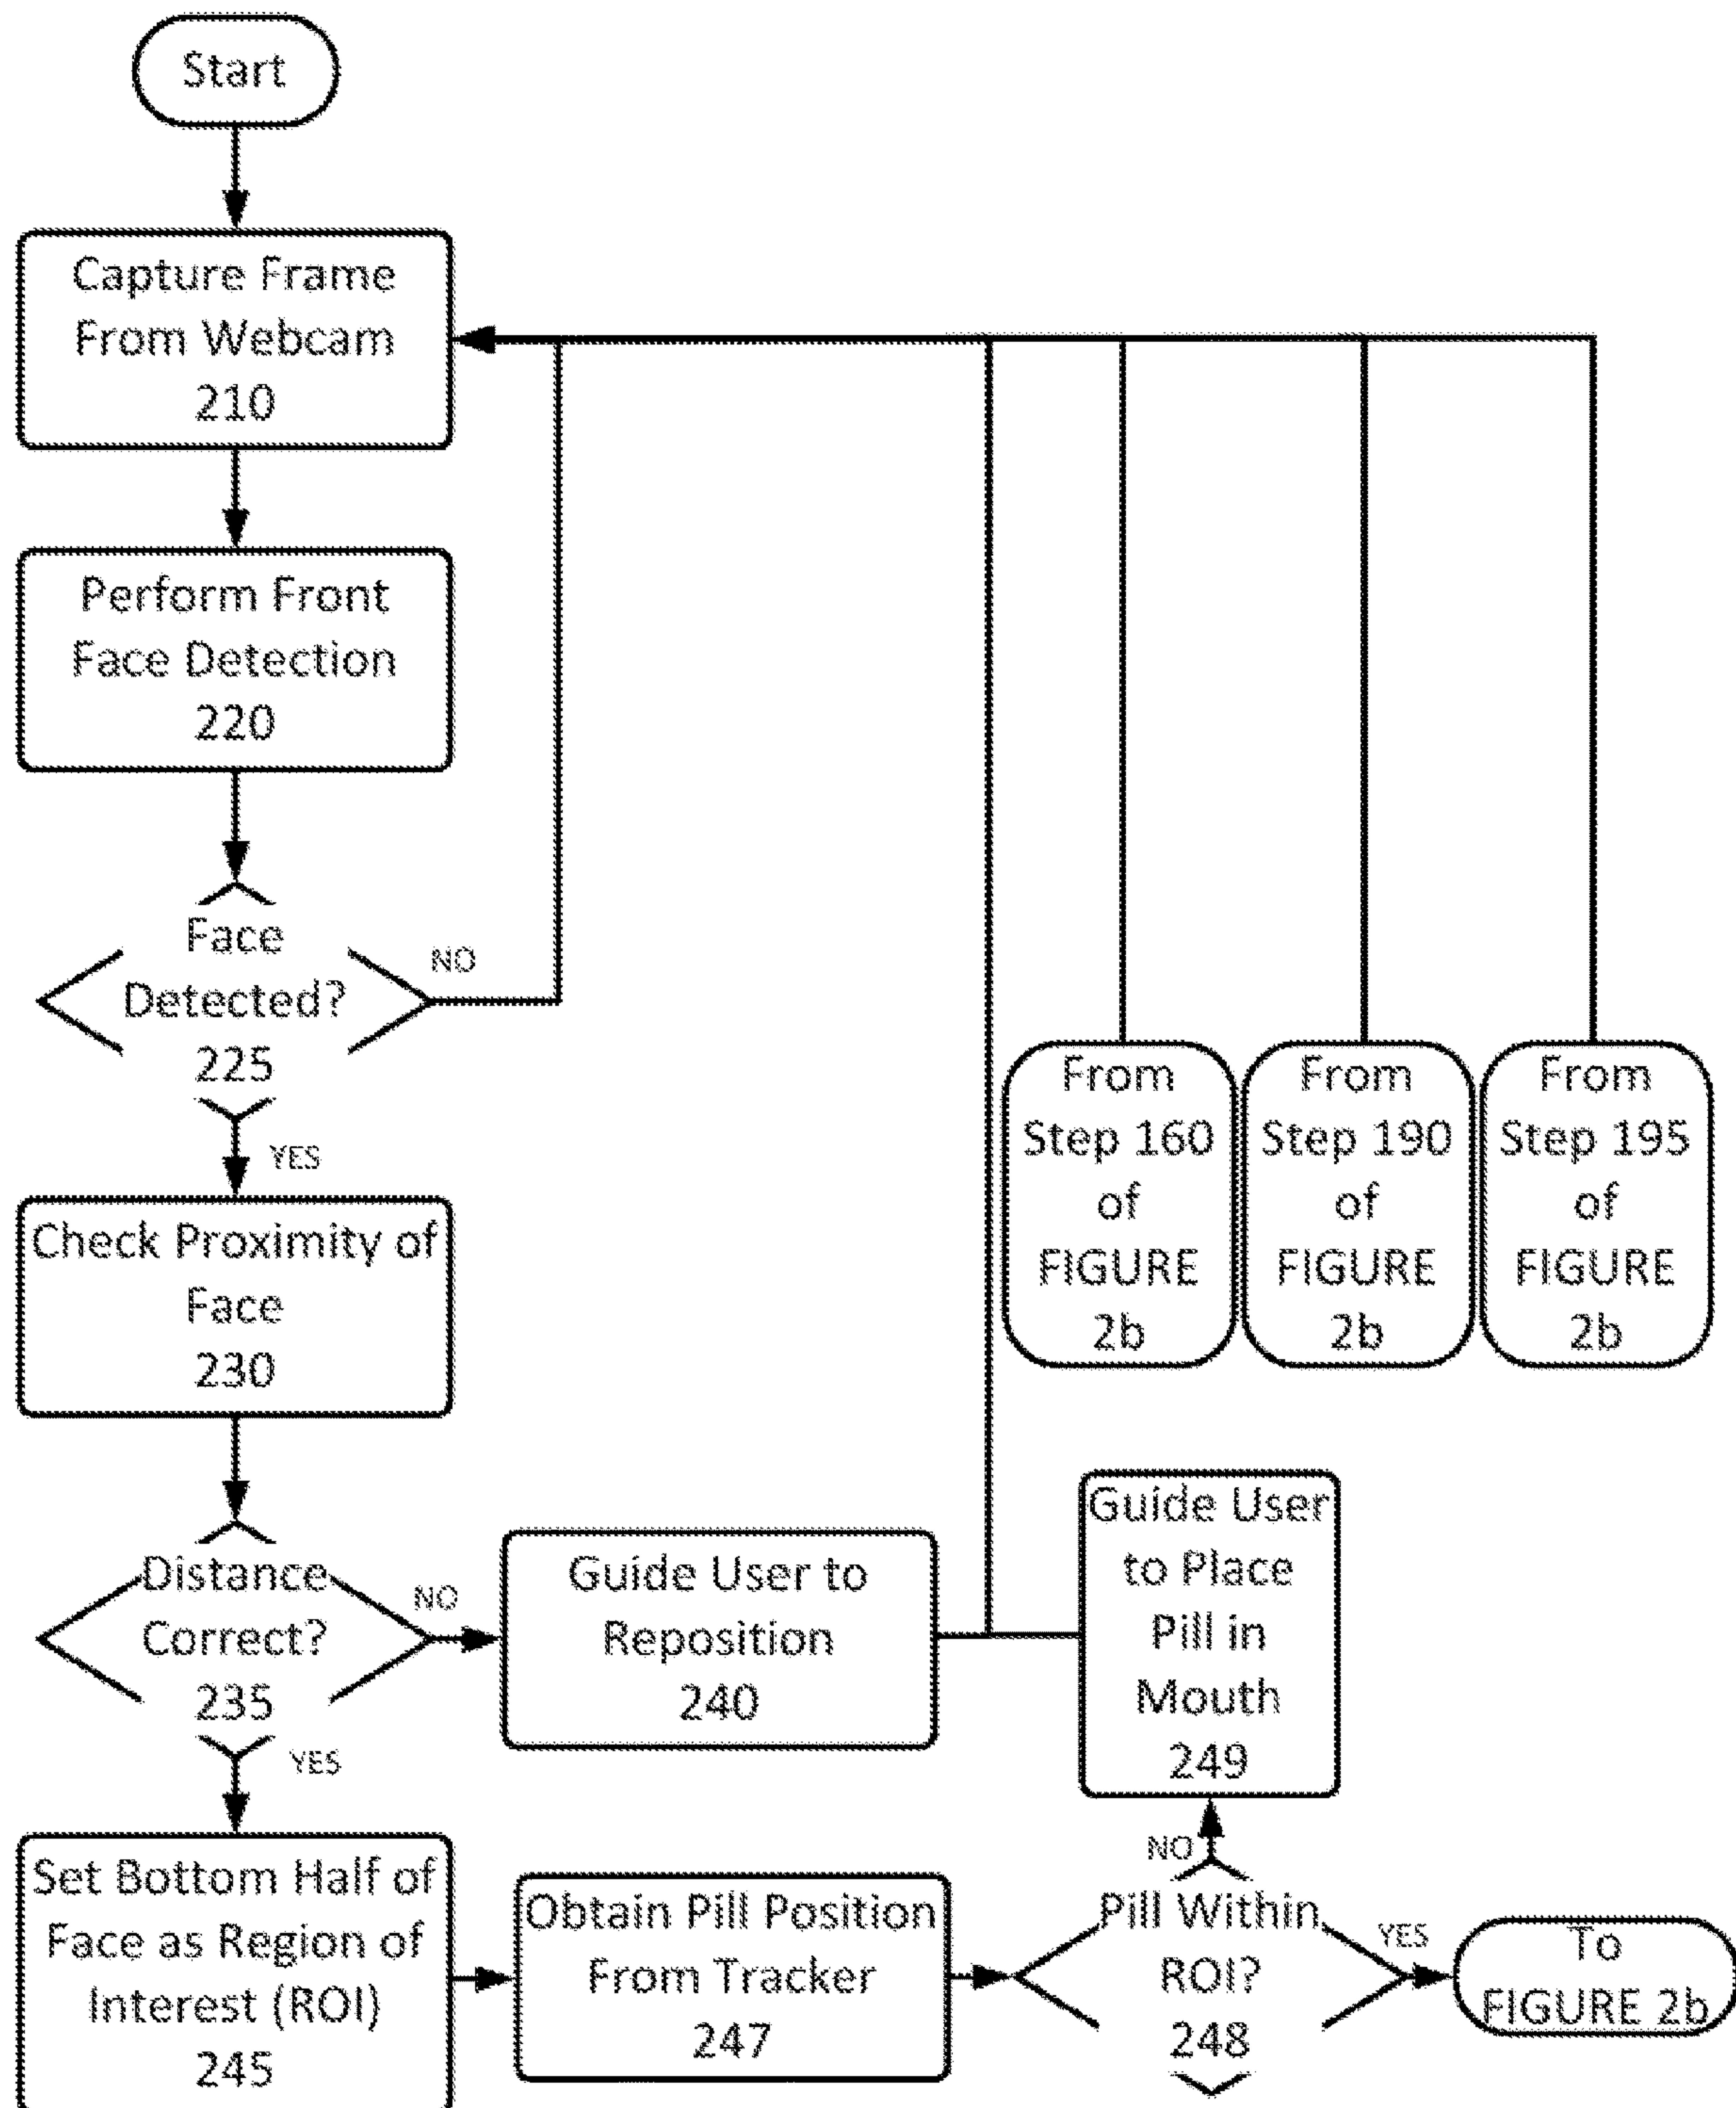 Start
Capture Frame
From Webcam
210
Perform Front
Face Detection
220
Face
Detected?
225
NO
YES
From
Step 160
of
FIGURE
2b
From
Step 190
of
FIGURE
2b
From
Step 195
of
FIGURE
2b
Check Proximity of
Face
230
Distance
Correct?
235
NO
YES
Guide User to
Reposition
240
Guide User
to Place
Pill in
Mouth
249
Set Bottom Half of
Face as Region of
Interest (ROI)
245
Obtain Pill Position
From Tracker
247
NO
Pill Within
ROI?
248
YES
To
FIGURE 2b